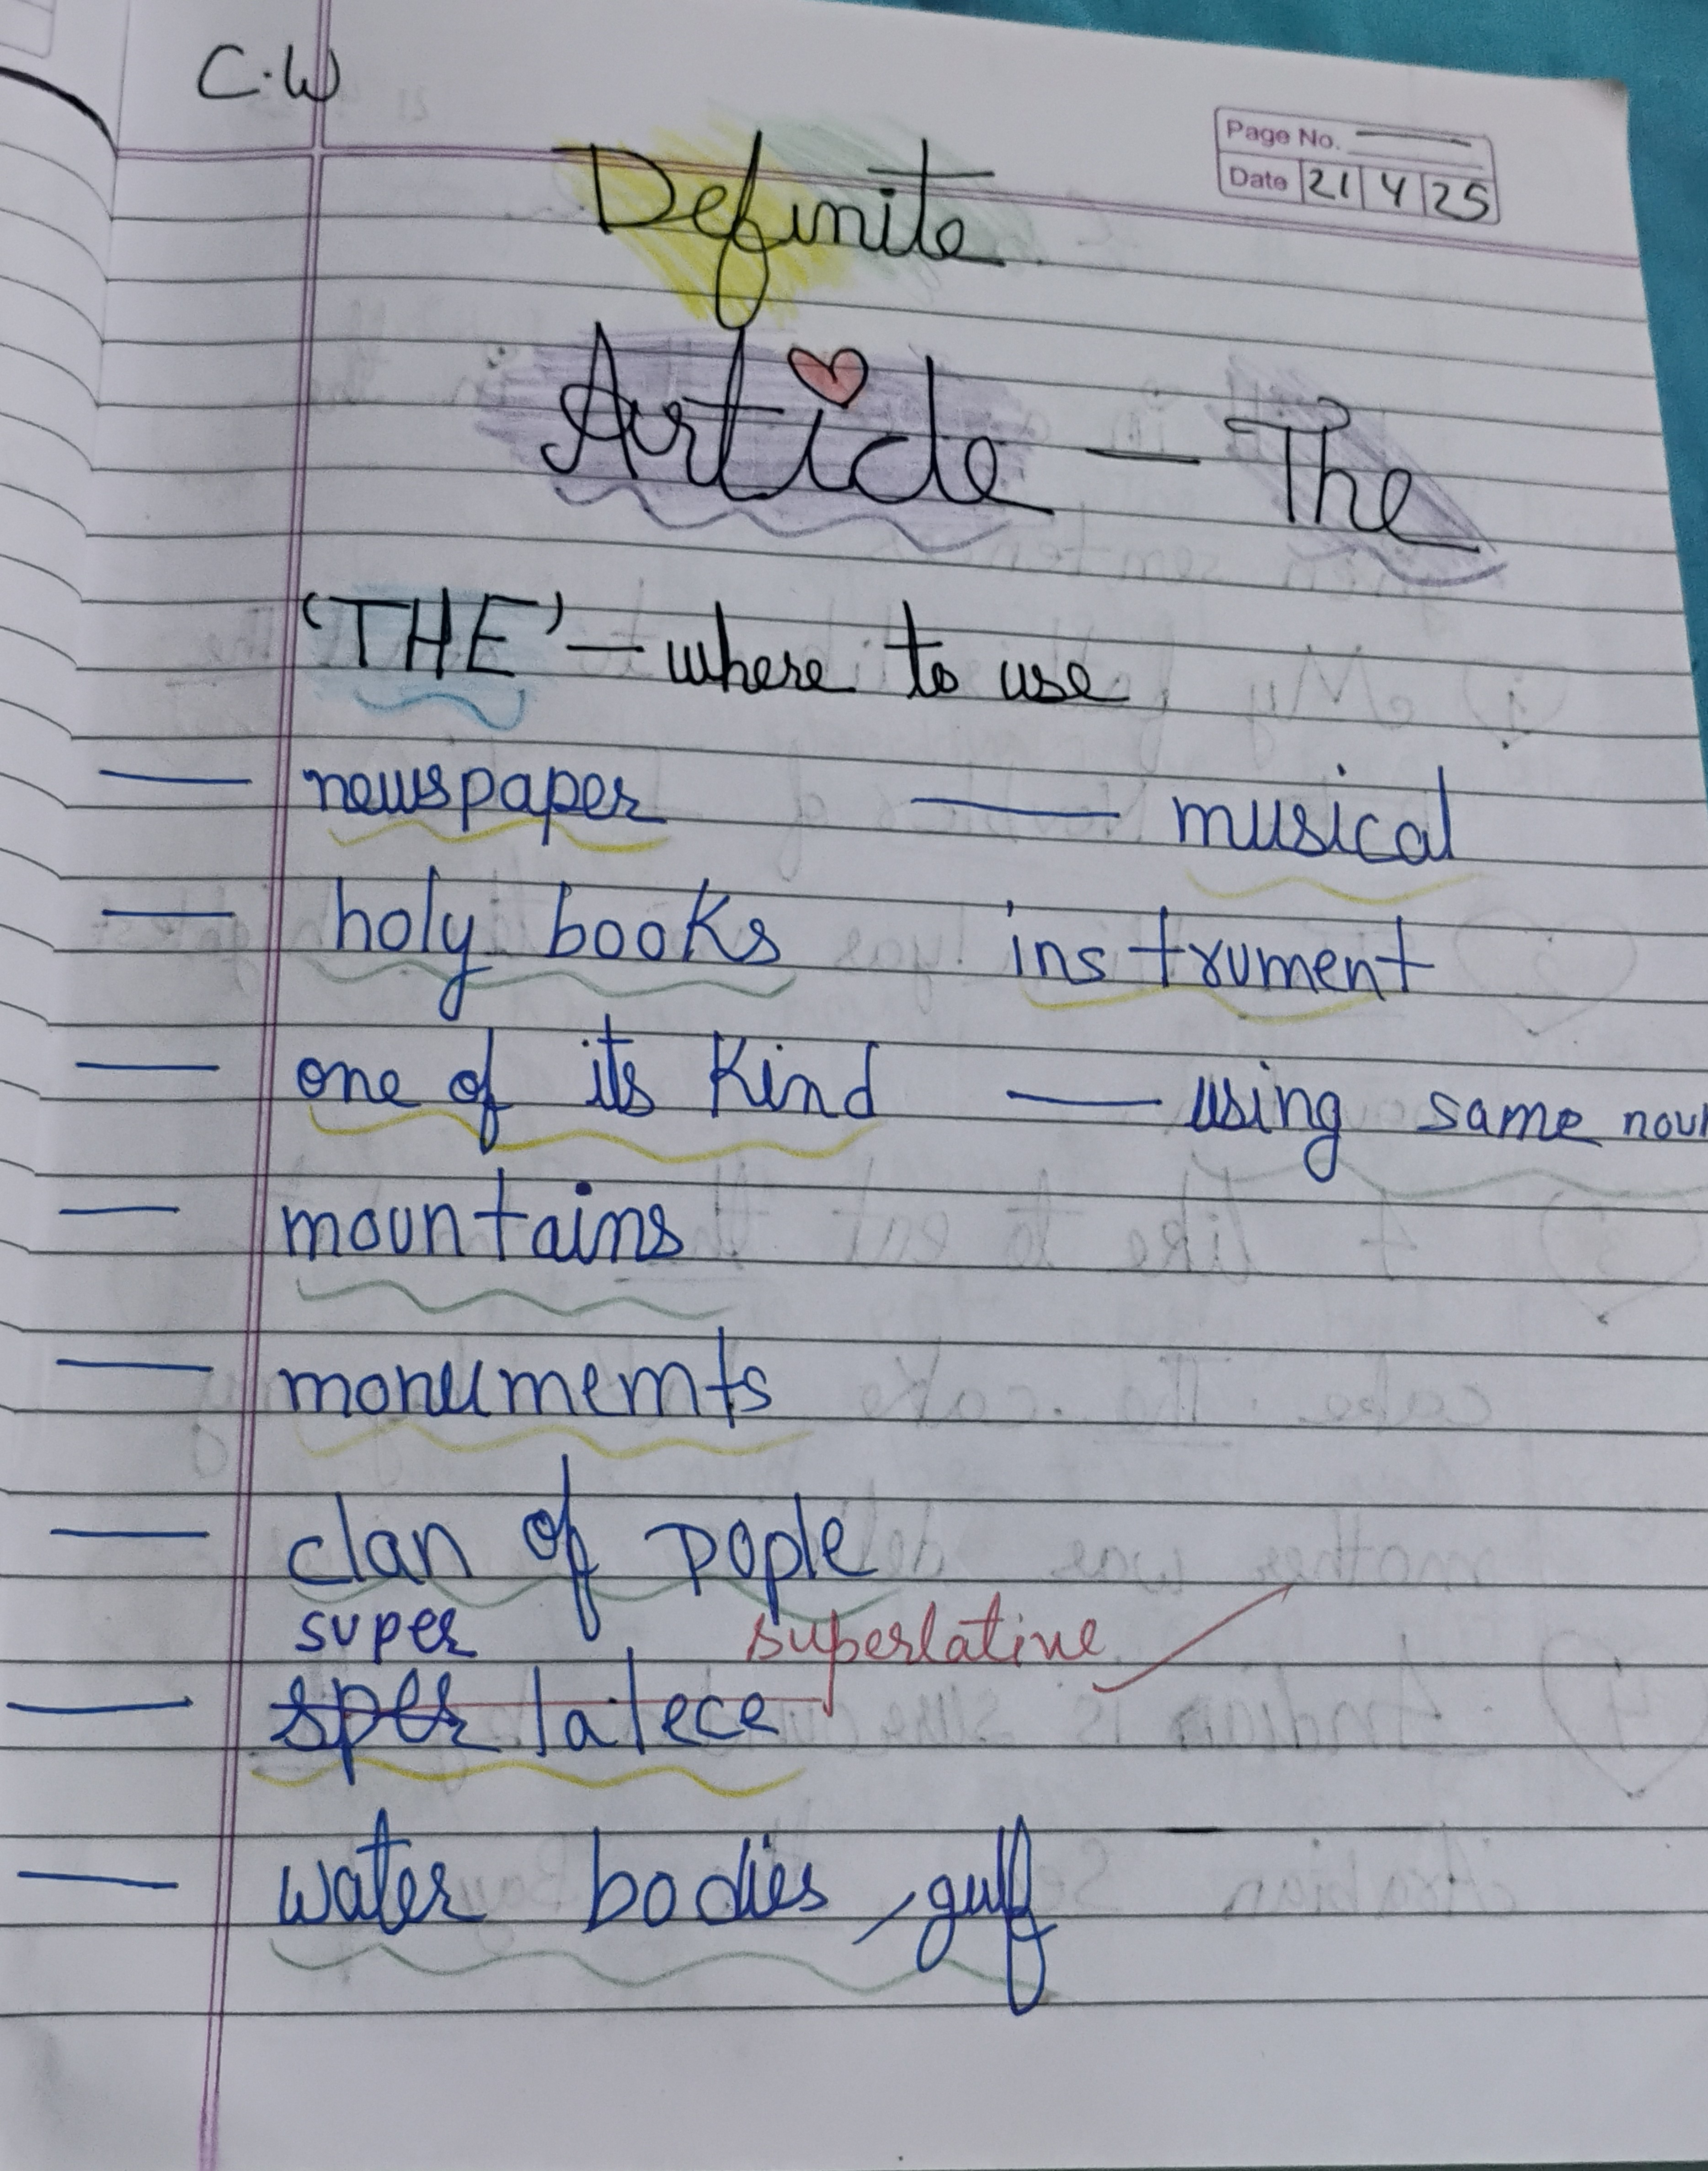 C.W
Page No.
Date 21 4 25
Definite
Article — The
'THE' — where to use
— newspaper
— holy books
— one of its kind
— mountains
— monumemts
— clan of pople
super superlative
— sper latece
— water bodies, gulf
— musical
instrument
— using same noun